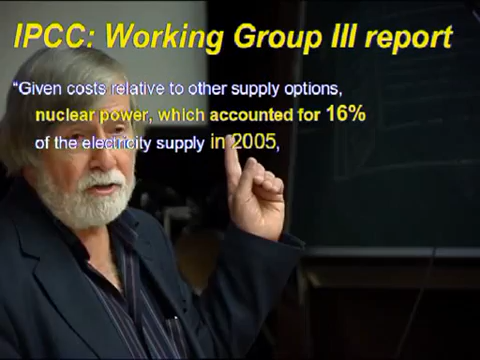 IPCC: Working Group III report
“Given costs relative to other supply options,
nuclear power, which accounted for 16%
of the electricity supply in 2005,